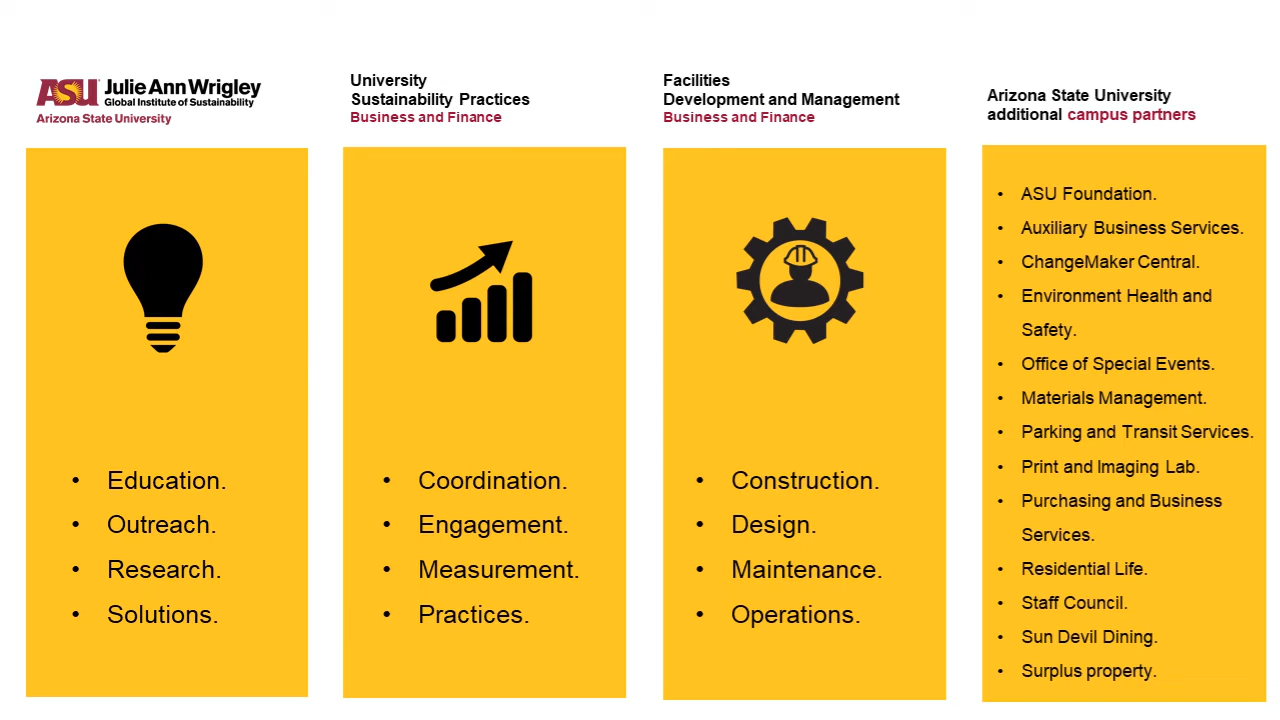 ASU Julie Ann Wrigley
Global Institute of Sustainability
Arizona State University
• Education.
• Outreach.
• Research.
• Solutions.
University
Sustainability Practices
Business and Finance
• Coordination.
• Engagement.
• Measurement.
• Practices.
Facilities
Development and Management
Business and Finance
• Construction.
• Design.
• Maintenance.
• Operations.
Arizona State University
additional campus partners
• ASU Foundation.
• Auxiliary Business Services.
• ChangeMaker Central.
• Environment Health and
Safety.
• Office of Special Events.
• Materials Management.
• Parking and Transit Services.
• Print and Imaging Lab.
• Purchasing and Business
Services.
• Residential Life.
• Staff Council.
• Sun Devil Dining.
• Surplus property.